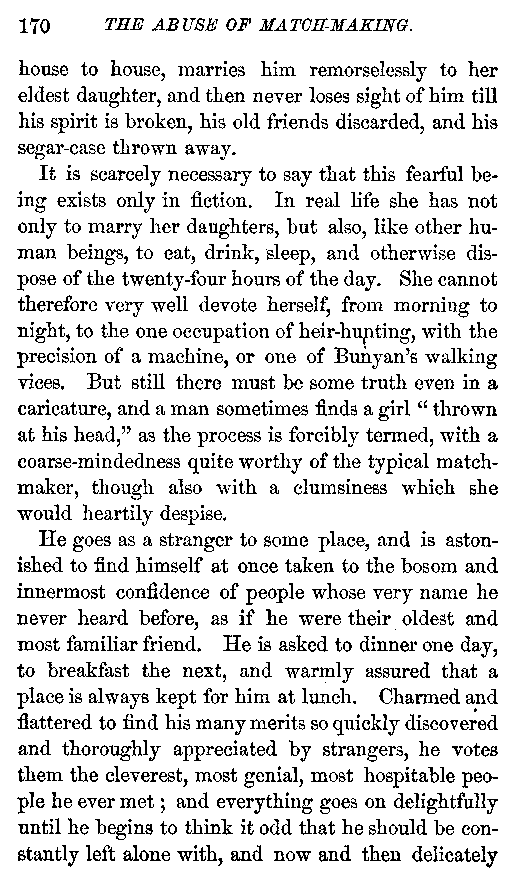 170 THE ABUSE OF MATCH-MAKING.
house to house, marries him remorselessly to her
eldest daughter, and then never loses sight of him till
his spirit is broken, his old friends discarded, and his
segar-case thrown away.
It is scarcely necessary to say that this fearful be-
ing exists only in fiction. In real life she has not
only to marry her daughters, but also, like other hu-
man beings, to eat, drink, sleep, and otherwise dis-
pose of the twenty-four hours of the day. She cannot
therefore very well devote herself, from morning to
night, to the one occupation of heir-hunting, with the
precision of a machine, or one of Bunyan's walking
vices. But still there must be some truth even in a
caricature, and a man sometimes finds a girl "thrown
at his head," as the process is forcibly termed, with a
coarse-mindedness quite worthy of the typical match-
maker, though also with a clumsiness which she
would heartily despise.
He goes as a stranger to some place, and is aston-
ished to find himself at once taken to the bosom and
innermost confidence of people whose very name he
never heard before, as if he were their oldest and
most familiar friend. He is asked to dinner one day,
to breakfast the next, and warmly assured that a
place is always kept for him at lunch. Charmed and
flattered to find his many merits so quickly discovered
and thoroughly appreciated by strangers, he votes
them the cleverest, most genial, most hospitable peo-
ple he ever met; and everything goes on delightfully
until he begins to think it odd that he should be con-
stantly left alone with, and now and then delicately